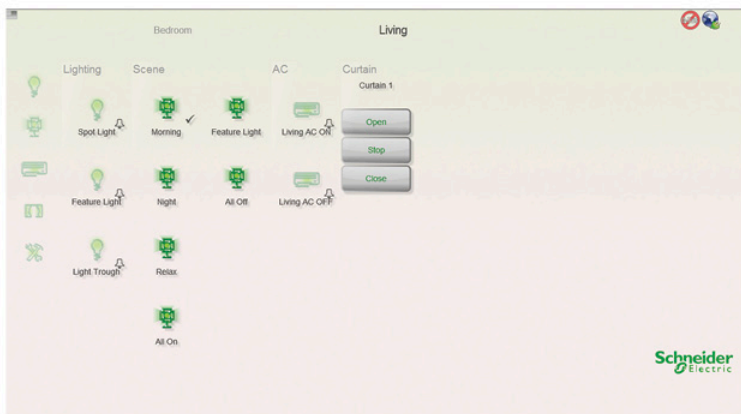 Bedroom Living
Lighting Scene AC Curtain
Curtain 1
Spot Light Morning Feature Light Living AC ON Open
Stop
Feature Light Night All Off Living AC OFF Close
Light Trough Relax
All On
Schneider
Electric